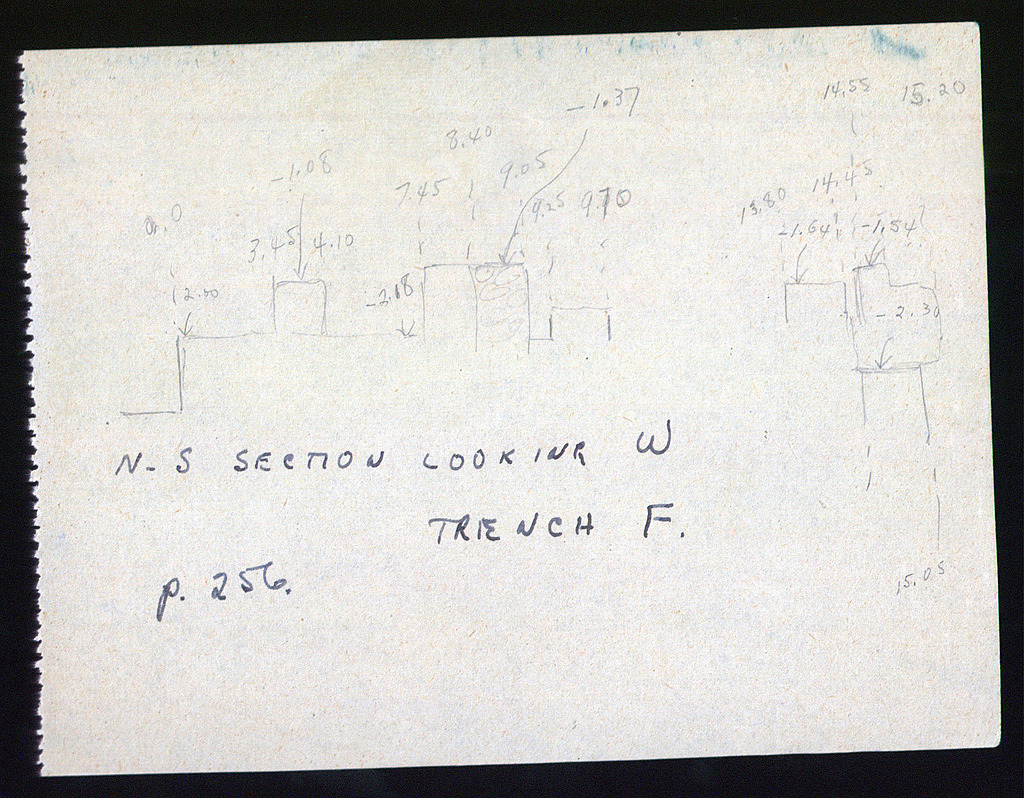 14.55 15.20
-1.37
8.40
-1.08 9.05
7.45 14.45
4.25 9.70 13.80
0.0
3.45 4.10 -1.64 -1.54
2.00 -2.18
-2.30
N-S SECTION LOOKING W
TRENCH F.
p. 256.
15.05